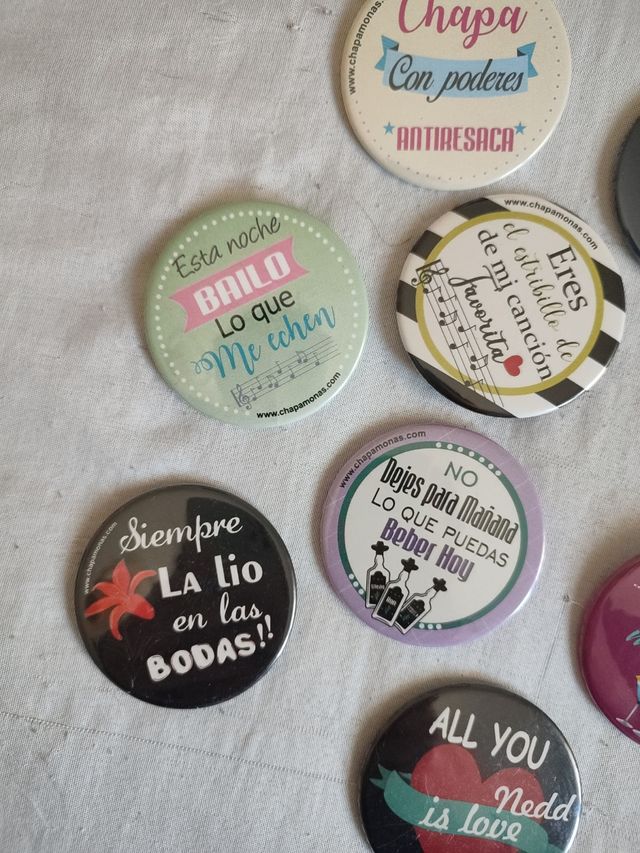 Chapa
Con poderes
ANTIRESACA
www.chapamonas.com
Esta noche
BAILO
Lo que
Me echen
www.chapamonas.com
www.chapamonas.com
Eres
el estribillo de
de mi canción
favorita
www.chapamonas.com
NO
Dejes para Mañana
LO QUE PUEDAS
Beber Hoy
www.chapamonas.com
Siempre
LA lio
en las
BODAS!!
ALL YOU
Nedd
is love